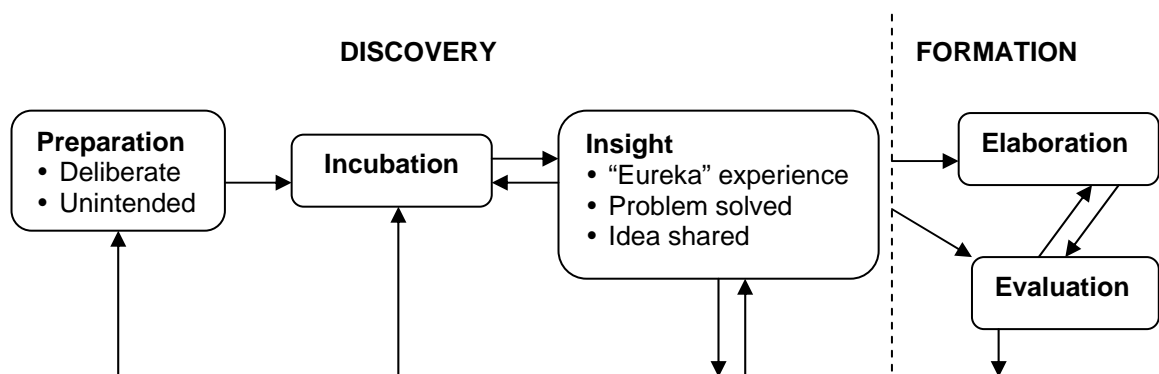 DISCOVERY
FORMATION
Preparation
• Deliberate
• Unintended
Incubation
Insight
• “Eureka” experience
• Problem solved
• Idea shared
Elaboration
Evaluation